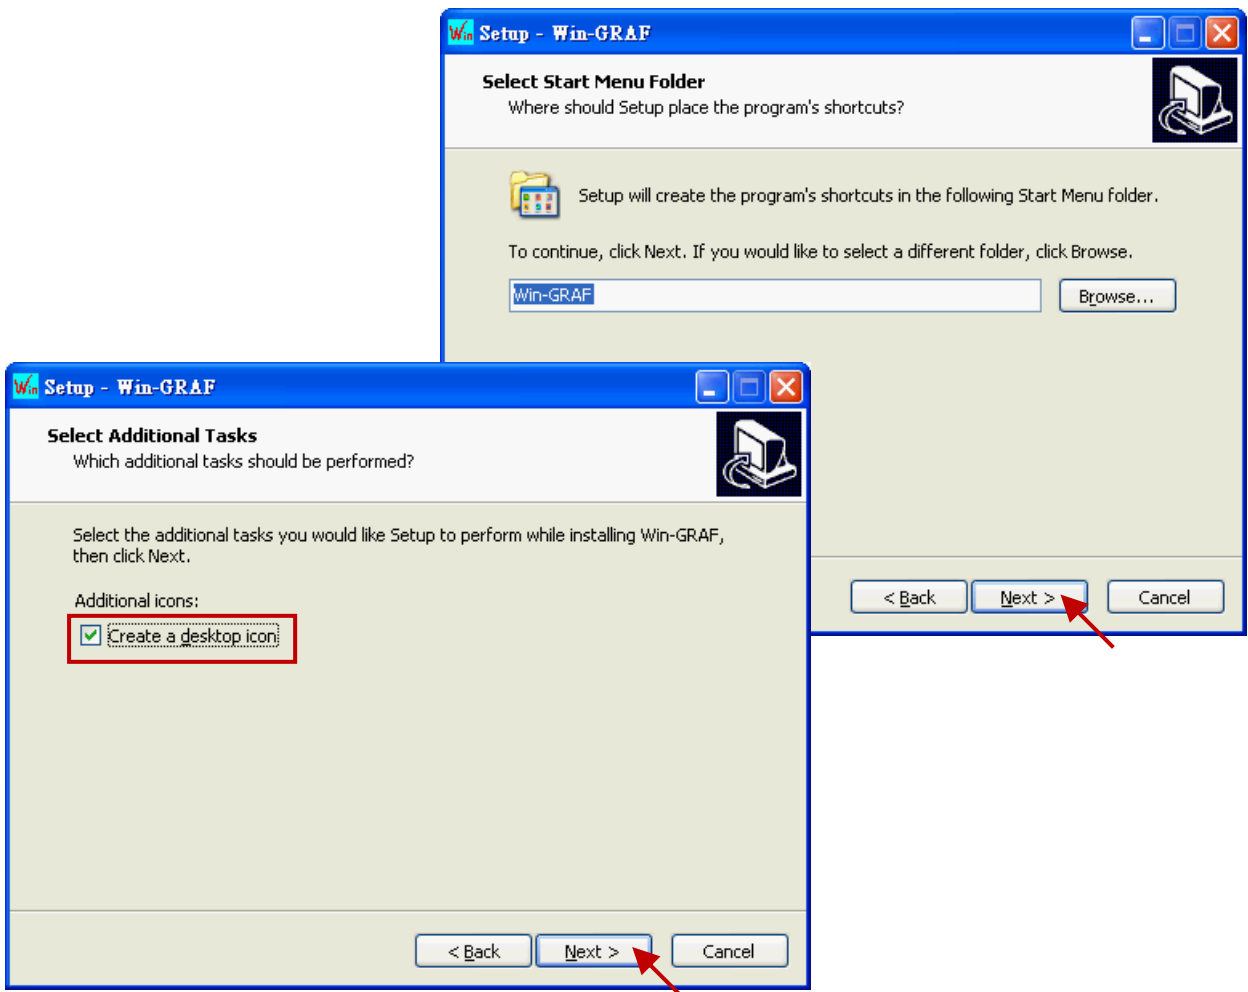 Win Setup - Win-GRAF
Select Start Menu Folder
Where should Setup place the program's shortcuts?
Setup will create the program's shortcuts in the following Start Menu folder.
To continue, click Next. If you would like to select a different folder, click Browse.
Win-GRAF
Browse...
< Back
Next >
Cancel
Win Setup - Win-GRAF
Select Additional Tasks
Which additional tasks should be performed?
Select the additional tasks you would like Setup to perform while installing Win-GRAF,
then click Next.
Additional icons:
Create a desktop icon
< Back
Next >
Cancel